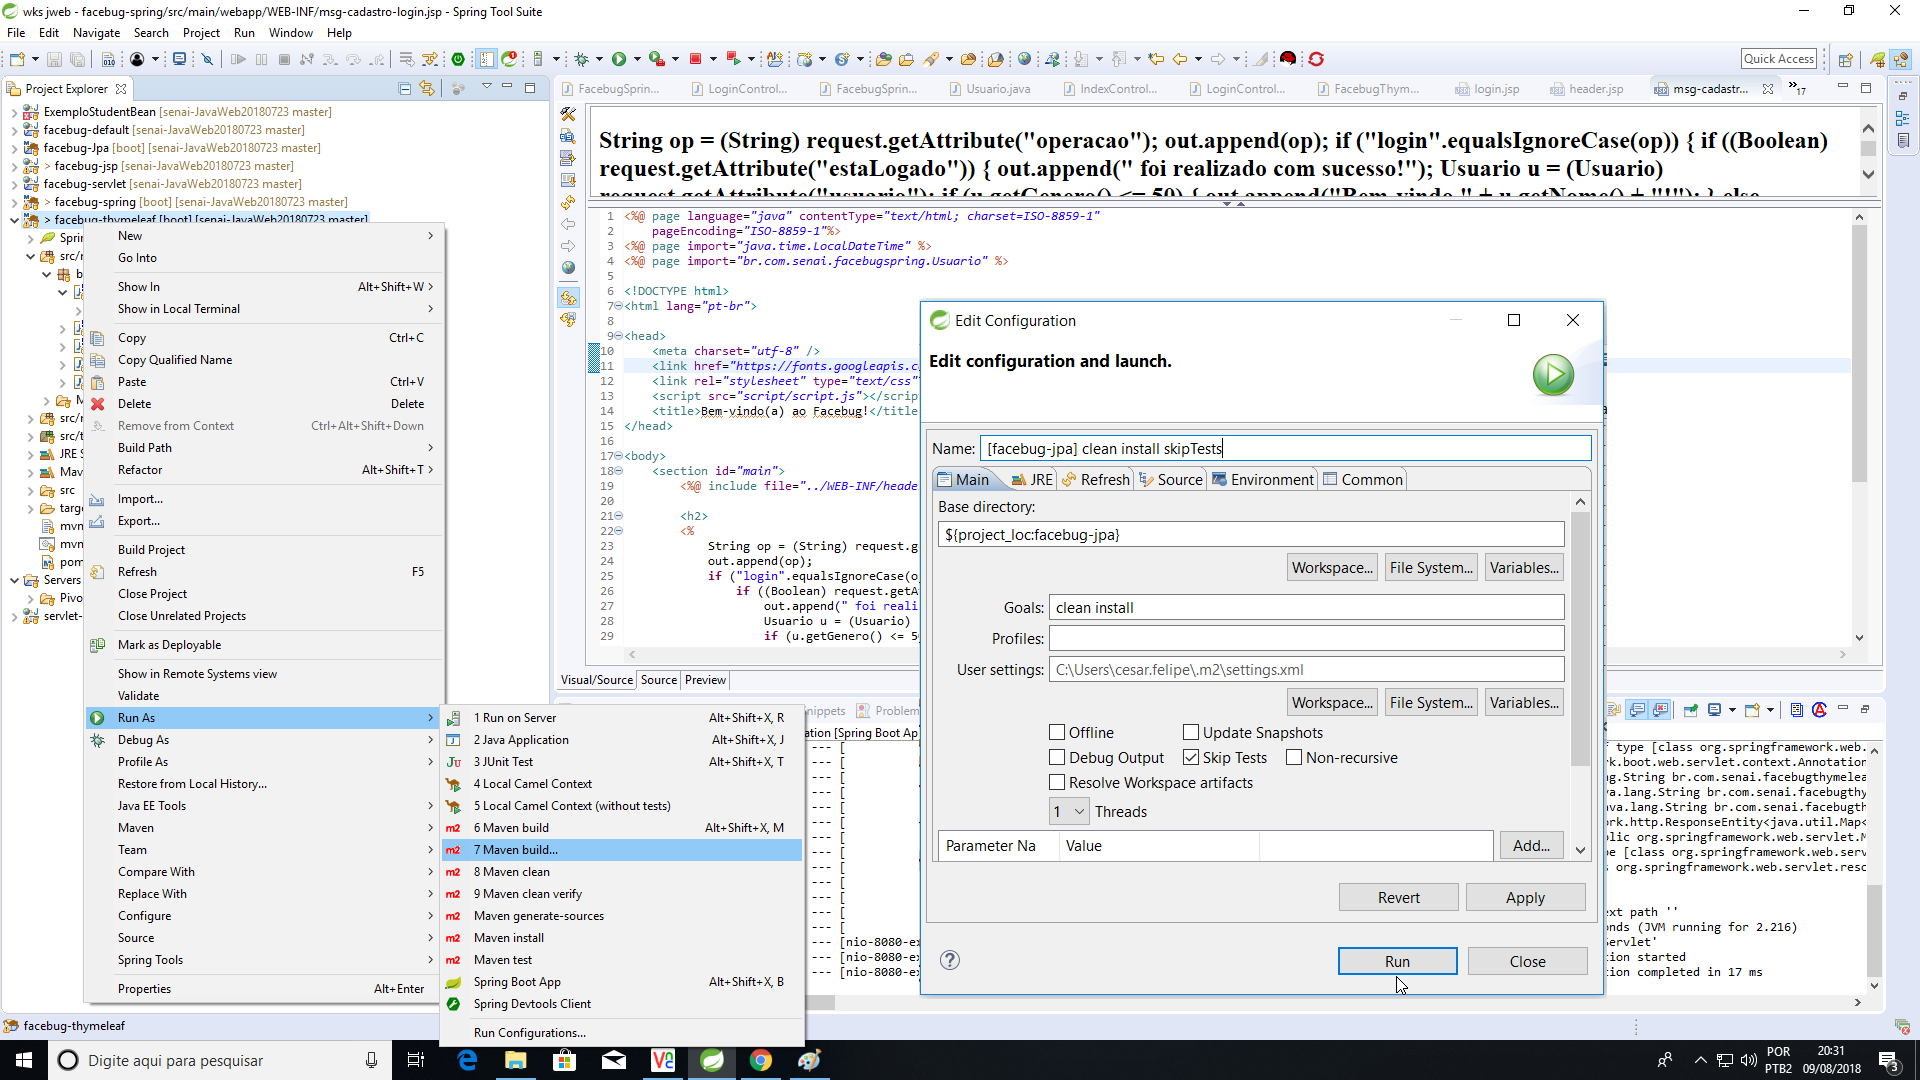 wks jweb - facebug-spring/src/main/webapp/WEB-INF/msg-cadastro-login.jsp - Spring Tool Suite
File Edit Navigate Search Project Run Window Help
Quick Access
Project Explorer
FacebugSprin... LoginControl... FacebugSprin... Usuario.java IndexControl... LoginControl... FacebugThym... login.jsp header.jsp msg-cadastr... 17
ExemploStudentBean [senai-JavaWeb20180723 master]
facebug-default [senai-JavaWeb20180723 master]
facebug-Jpa [boot] [senai-JavaWeb20180723 master]
> facebug-jsp [senai-JavaWeb20180723 master]
facebug-servlet [senai-JavaWeb20180723 master]
> facebug-spring [boot] [senai-JavaWeb20180723 master]
> facebug-thymeleaf [boot] [senai-JavaWeb20180723 master]
Sprin
src/r
b
M
src/r
src/t
JRE S
Mav
src
targe
mvn
mvn
pom
Servers
Pivo
servlet-
New
Go Into
Show In Alt+Shift+W >
Show in Local Terminal
Copy Ctrl+C
Copy Qualified Name
Paste Ctrl+V
Delete Delete
Remove from Context Ctrl+Alt+Shift+Down
Build Path
Refactor Alt+Shift+T >
Import...
Export...
Build Project
Refresh F5
Close Project
Close Unrelated Projects
Mark as Deployable
Show in Remote Systems view
Validate
Run As
Debug As
Profile As
Restore from Local History...
Java EE Tools
Maven
Team
Compare With
Replace With
Configure
Source
Spring Tools
Properties Alt+Enter
1 Run on Server Alt+Shift+X, R
2 Java Application Alt+Shift+X, J
3 JUnit Test Alt+Shift+X, T
4 Local Camel Context
5 Local Camel Context (without tests)
6 Maven build Alt+Shift+X, M
7 Maven build...
8 Maven clean
9 Maven clean verify
Maven generate-sources
Maven install
Maven test
Spring Boot App Alt+Shift+X, B
Spring Devtools Client
Run Configurations...
String op = (String) request.getAttribute("operacao"); out.append(op); if ("login".equalsIgnoreCase(op)) { if ((Boolean)
request.getAttribute("estaLogado")) { out.append(" foi realizado com sucesso!"); Usuario u = (Usuario)
request.getAttribute("usuario"); if (u.getGenero() <= 50) { out.append("Bem-vindo " + u.getNome() + "!"); } else
1 <%@ page language="java" contentType="text/html; charset=ISO-8859-1"
2 pageEncoding="ISO-8859-1"%>
3 <%@ page import="java.time.LocalDateTime" %>
4 <%@ page import="br.com.senai.facebugspring.Usuario" %>
5
6 <!DOCTYPE html>
7 <html lang="pt-br">
8
9 <head>
10 <meta charset="utf-8" />
11 <link href="https://fonts.googleapis.c
12 <link rel="stylesheet" type="text/css"
13 <script src="script/script.js"></scrip
14 <title>Bem-vindo(a) ao Facebug!</title
15 </head>
16
17 <body>
18 <section id="main">
19 <%@ include file="../WEB-INF/heade
20
21 <h2>
22 <%
23 String op = (String) request.g
24 out.append(op);
25 if ("login".equalsIgnoreCase(o
26 if ((Boolean) request.getA
27 out.append(" foi reali
28 Usuario u = (Usuario)
29 if (u.getGenero() <= 5
Visual/Source Source Preview
nippets Problem
ation [Spring Boot Ap
--- [
--- [
--- [
--- [
--- [
--- [
--- [
--- [
--- [
--- [
--- [
--- [
--- [
--- [nio-8080-e
--- [nio-8080-e
--- [nio-8080-e
f type [class org.springframework.web.
k.boot.web.servlet.context.Annotation
g.String br.com.senai.facebugthymelea
va.lang.String br.com.senai.facebugth
ava.lang.String br.com.senai.facebugth
rk.http.ResponseEntity<java.util.Map<
blic org.springframework.web.servlet.M
pe [class org.springframework.web.serv
s org.springframework.web.servlet.resc
ext path ''
onds (JVM running for 2.216)
Servlet'
tion started
tion completed in 17 ms
Edit Configuration
Edit configuration and launch.
Name: [facebug-jpa] clean install skipTests
Main JRE Refresh Source Environment Common
Base directory:
${project_loc:facebug-jpa}
Workspace... File System... Variables...
Goals: clean install
Profiles:
User settings: C:\Users\cesar.felipe\.m2\settings.xml
Workspace... File System... Variables...
Offline Update Snapshots
Debug Output Skip Tests Non-recursive
Resolve Workspace artifacts
1 Threads
Parameter Na Value Add...
Revert Apply
Run Close
facebug-thymeleaf
Digite aqui para pesquisar
POR
PTB2
20:31
09/08/2018
3